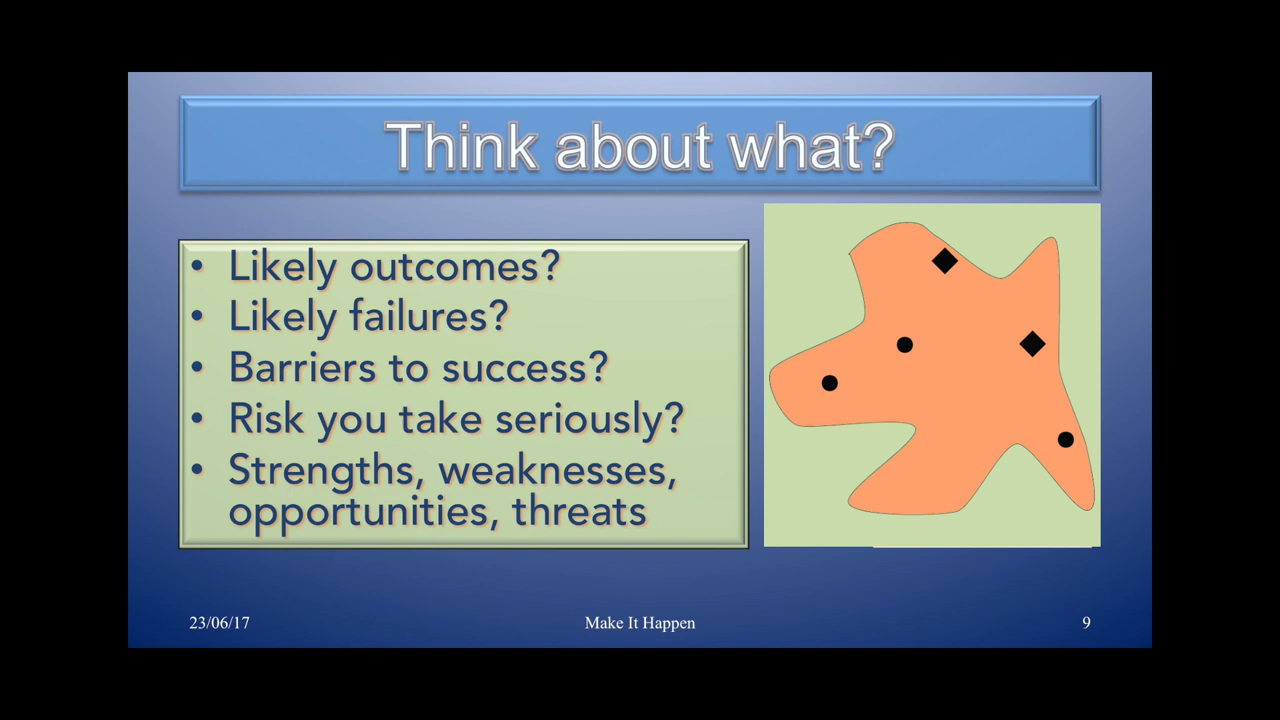 Think about what?
• Likely outcomes?
• Likely failures?
• Barriers to success?
• Risk you take seriously?
• Strengths, weaknesses,
opportunities, threats
23/06/17
Make It Happen
9